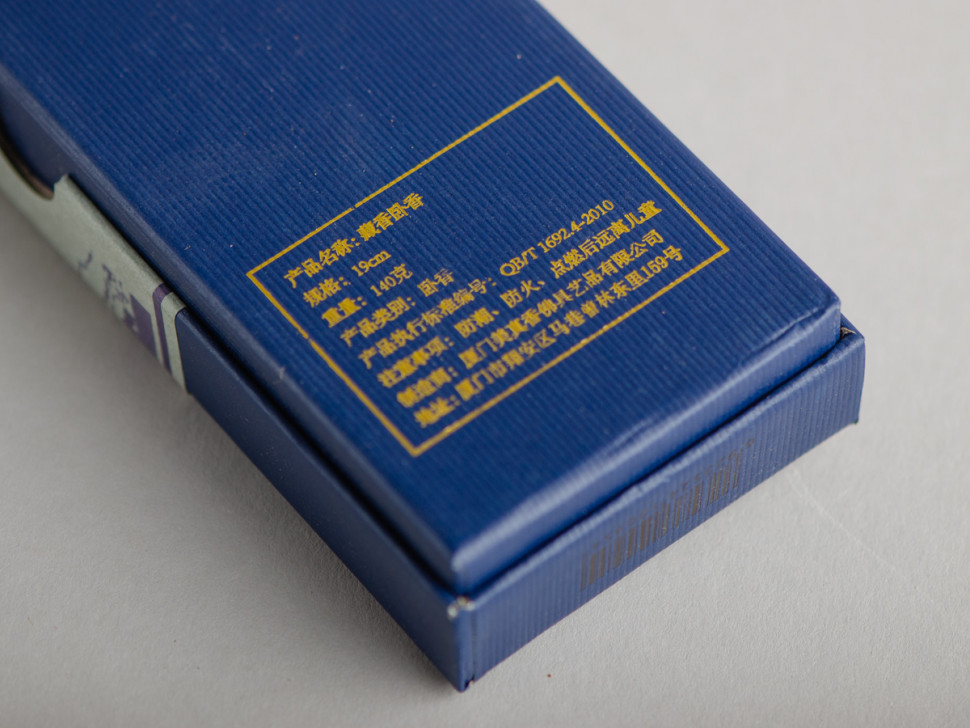 产品名称：藏香卧香
规格：19cm
重量：140克
产品类别：卧香
产品执行标准编号：QB/T 1692.4-2010
注意事项：防潮、防火、点燃后远离儿童
制造商：厦门 真香佛具艺品有限公司
地址：厦门市翔安区马巷曾林东里159号